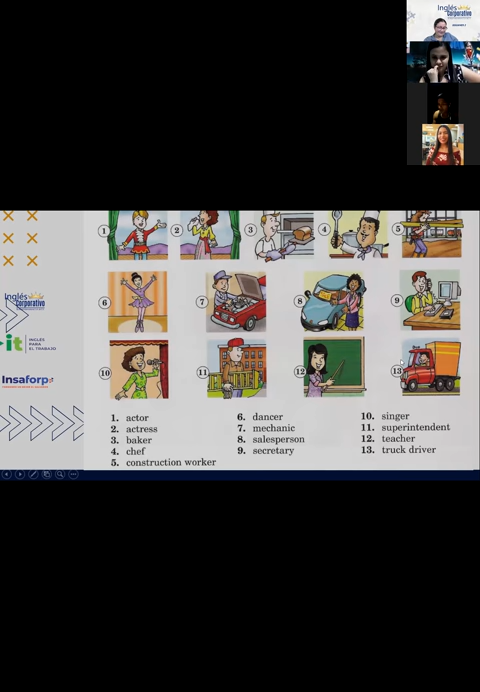 Inglés
Corporativo
1
2
3
4
5
Inglés
Corporativo
6
7
8
9
it
INGLÉS
PARA
EL TRABAJO
Insaforp
10
11
12
13
1. actor
2. actress
3. baker
4. chef
5. construction worker
6. dancer
7. mechanic
8. salesperson
9. secretary
10. singer
11. superintendent
12. teacher
13. truck driver